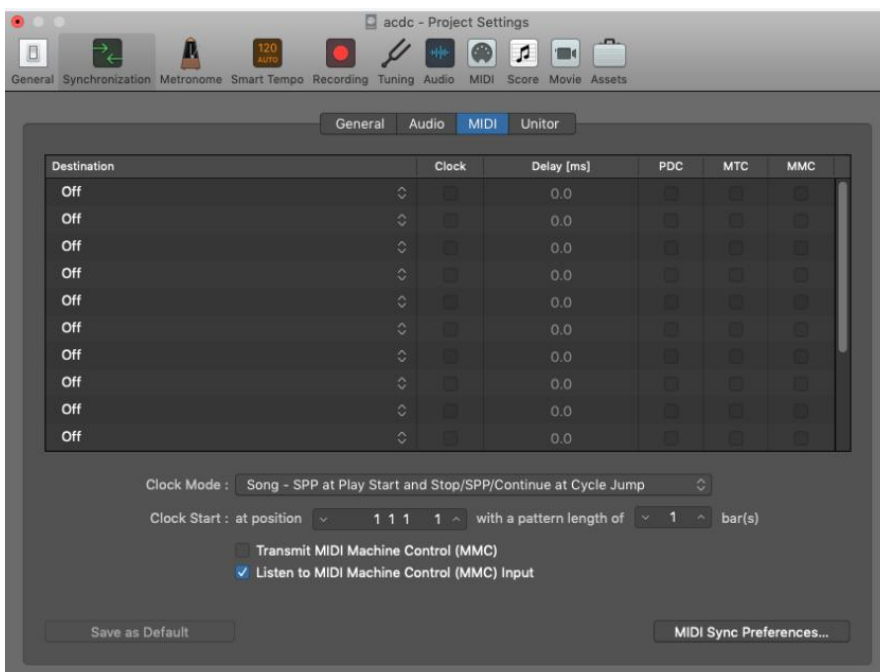 acdc - Project Settings
120
AUTO
General Synchronization Metronome Smart Tempo Recording Tuning Audio MIDI Score Movie Assets
General Audio MIDI Unitor
Destination Clock Delay [ms] PDC MTC MMC
Off 0.0
Off 0.0
Off 0.0
Off 0.0
Off 0.0
Off 0.0
Off 0.0
Off 0.0
Off 0.0
Off 0.0
Clock Mode : Song - SPP at Play Start and Stop/SPP/Continue at Cycle Jump
Clock Start : at position 1 1 1 1 with a pattern length of 1 bar(s)
Transmit MIDI Machine Control (MMC)
Listen to MIDI Machine Control (MMC) Input
Save as Default MIDI Sync Preferences...